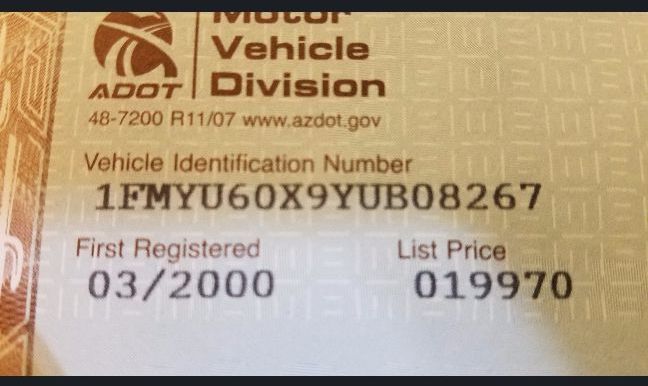 Motor
Vehicle
Division
ADOT
48-7200 R11/07 www.azdot.gov
Vehicle Identification Number
1FMYU60X9YUB08267
First Registered
03/2000
List Price
019970